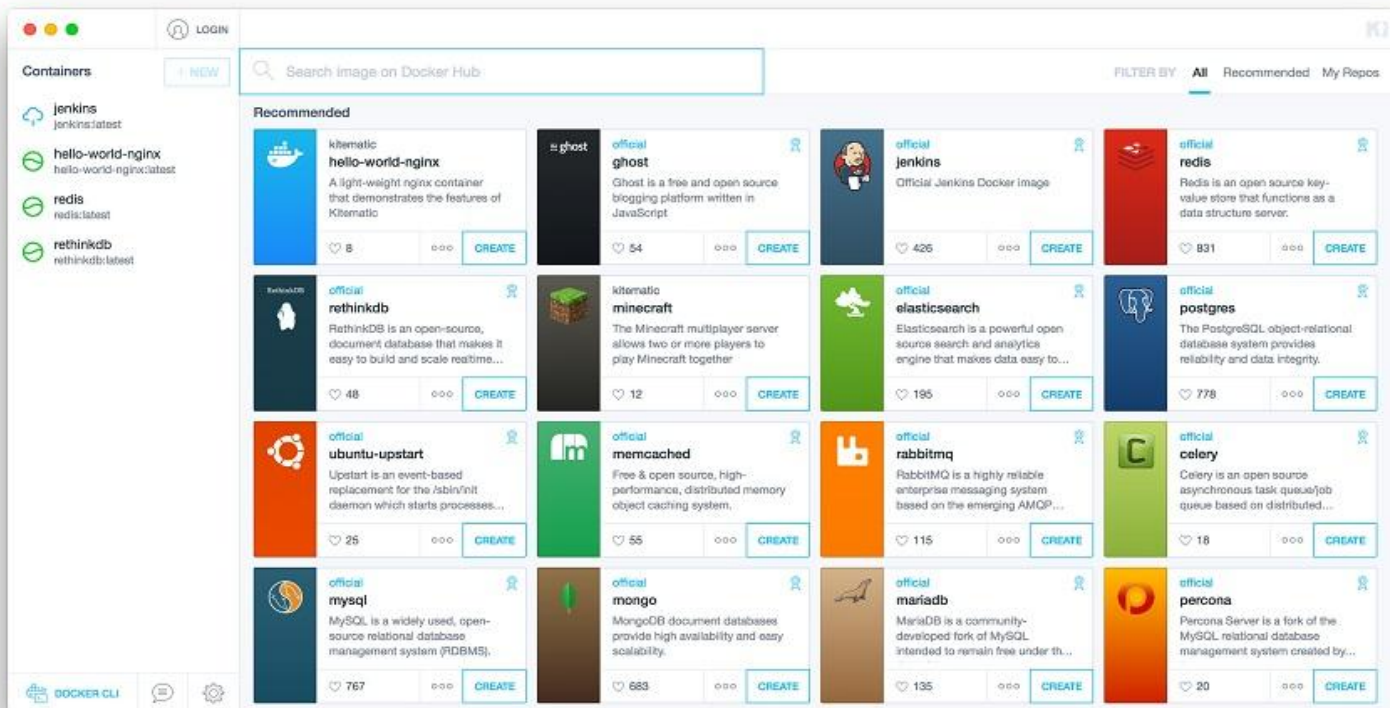 LOGIN
Containers
+ NEW
Search image on Docker Hub
FILTER BY All Recommended My Repos
jenkins
jenkins:latest
hello-world-nginx
hello-world-nginx:latest
redis
redis:latest
rethinkdb
rethinkdb:latest
Recommended
kitematic
hello-world-nginx
A light-weight nginx container
that demonstrates the features of
Kitematic
8
CREATE
ghost
official
ghost
Ghost is a free and open source
blogging platform written in
JavaScript
54
CREATE
official
jenkins
Official Jenkins Docker image
426
CREATE
official
redis
Redis is an open source key-
value store that functions as a
data structure server.
831
CREATE
RethinkDB
official
rethinkdb
RethinkDB is an open-source,
document database that makes it
easy to build and scale realtime...
48
CREATE
kitematic
minecraft
The Minecraft multiplayer server
allows two or more players to
play Minecraft together
12
CREATE
official
elasticsearch
Elasticsearch is a powerful open
source search and analytics
engine that makes data easy to...
195
CREATE
official
postgres
The PostgreSQL object-relational
database system provides
reliability and data integrity.
778
CREATE
official
ubuntu-upstart
Upstart is an event-based
replacement for the /sbin/init
daemon which starts processes...
25
CREATE
official
memcached
Free & open source, high-
performance, distributed memory
object caching system.
55
CREATE
official
rabbitmq
RabbitMQ is a highly reliable
enterprise messaging system
based on the emerging AMQP...
115
CREATE
C
official
celery
Celery is an open source
asynchronous task queue/job
queue based on distributed...
18
CREATE
official
mysql
MySQL is a widely used, open-
source relational database
management system (RDBMS).
767
CREATE
official
mongo
MongoDB document databases
provide high availability and easy
scalability.
683
CREATE
official
mariadb
MariaDB is a community-
developed fork of MySQL
intended to remain free under th...
135
CREATE
official
percona
Percona Server is a fork of the
MySQL relational database
management system created by...
20
CREATE
DOCKER CLI